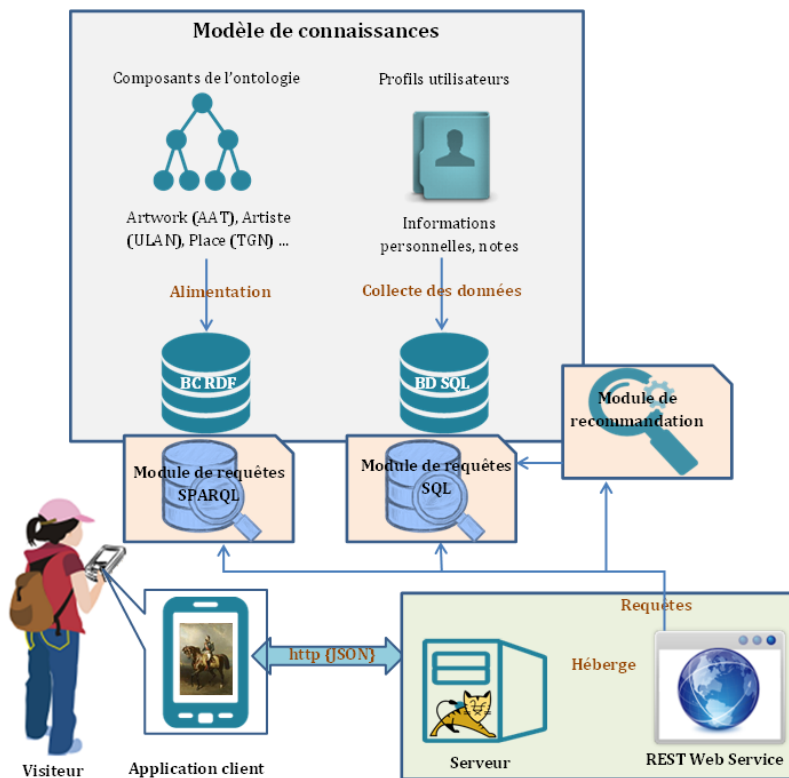 Modèle de connaissances
Composants de l'ontologie
Profils utilisateurs
Artwork (AAT), Artiste
(ULAN), Place (TGN) ...
Informations
personnelles, notes
Alimentation
Collecte des données
BC RDF
BD SQL
Module de
recommandation
Module de requêtes
SPARQL
Module de requêtes
SQL
Requêtes
http {JSON}
Héberge
Serveur
REST Web Service
Visiteur
Application client